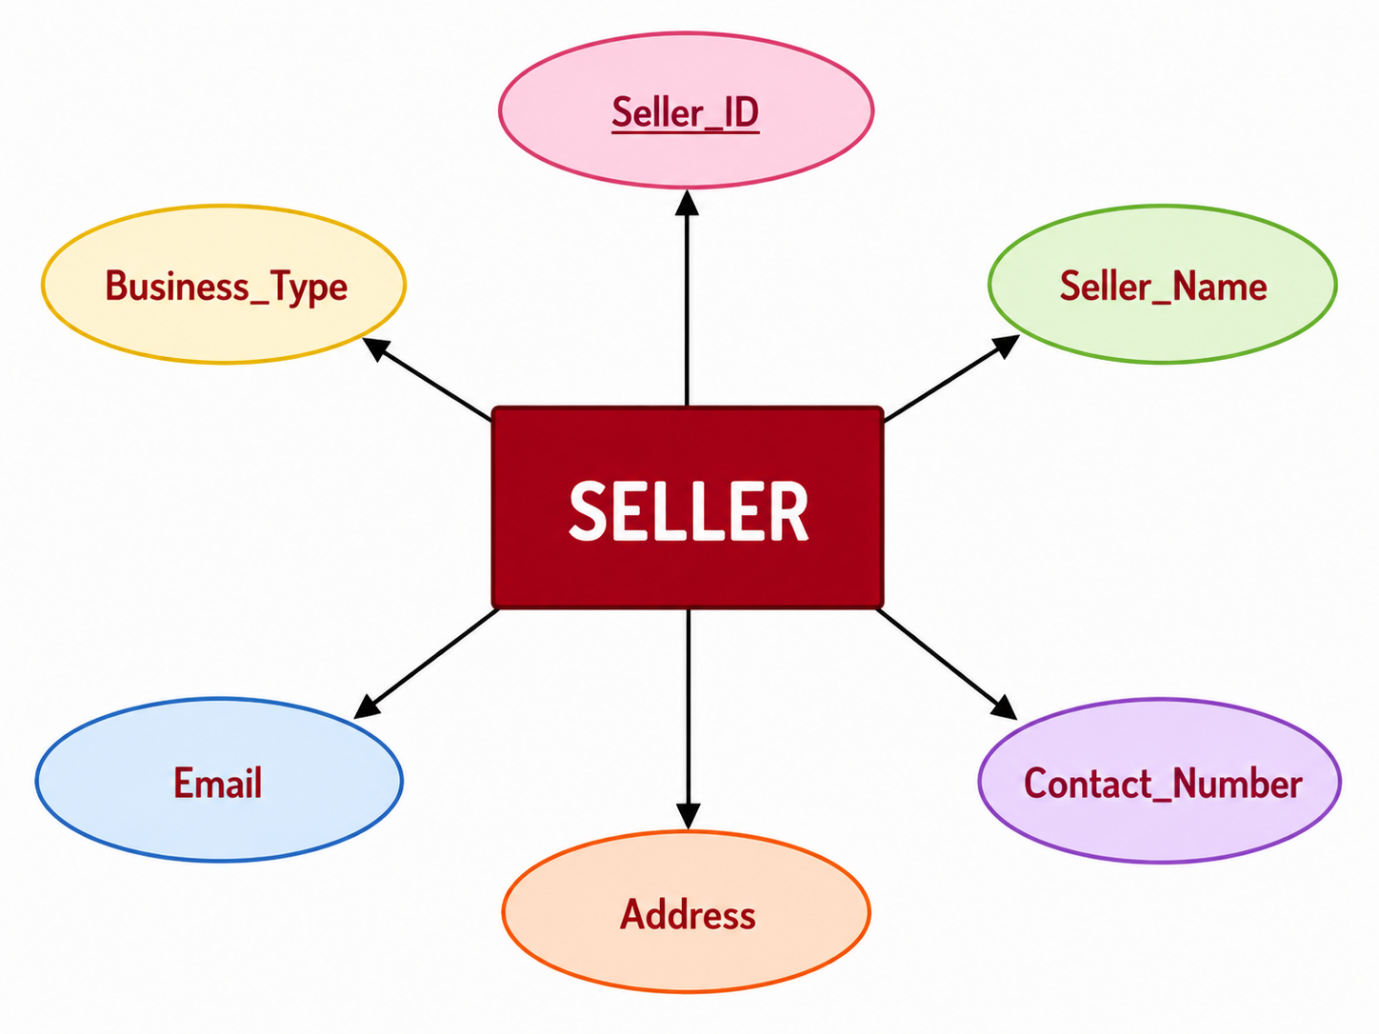 Seller_ID
Business_Type
Seller_Name
SELLER
Email
Contact_Number
Address